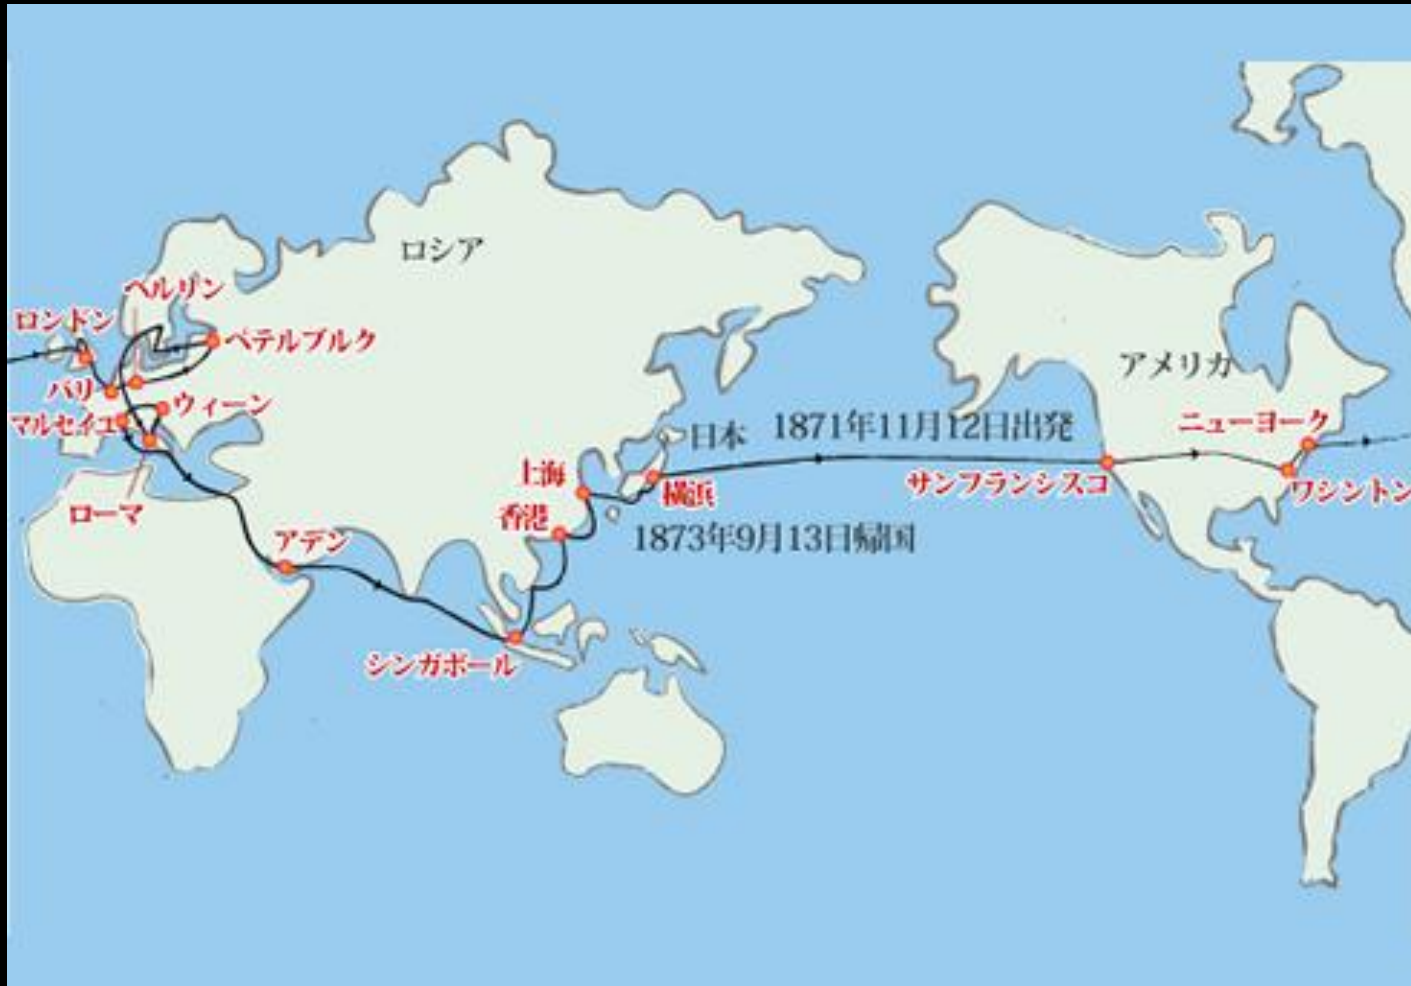 ロシア
ベルリン
ロンドン
ペテルブルク
パリ
ウィーン
マルセイユ
ローマ
アデン
シンガポール
上海
香港
日本
1871年11月12日出発
横浜
1873年9月13日帰国
アメリカ
サンフランシスコ
ニューヨーク
ワシントン